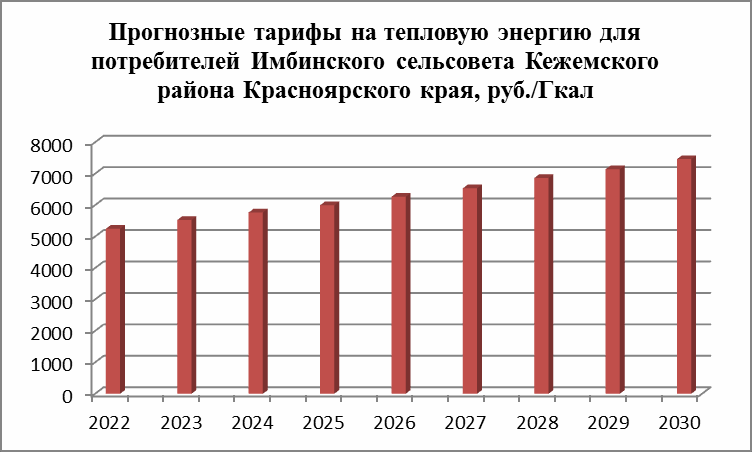 Прогнозные тарифы на тепловую энергию для
потребителей Имбинского сельсовета Кежемского
района Красноярского края, руб./Гкал
8000
7000
6000
5000
4000
3000
2000
1000
0
2022 2023 2024 2025 2026 2027 2028 2029 2030